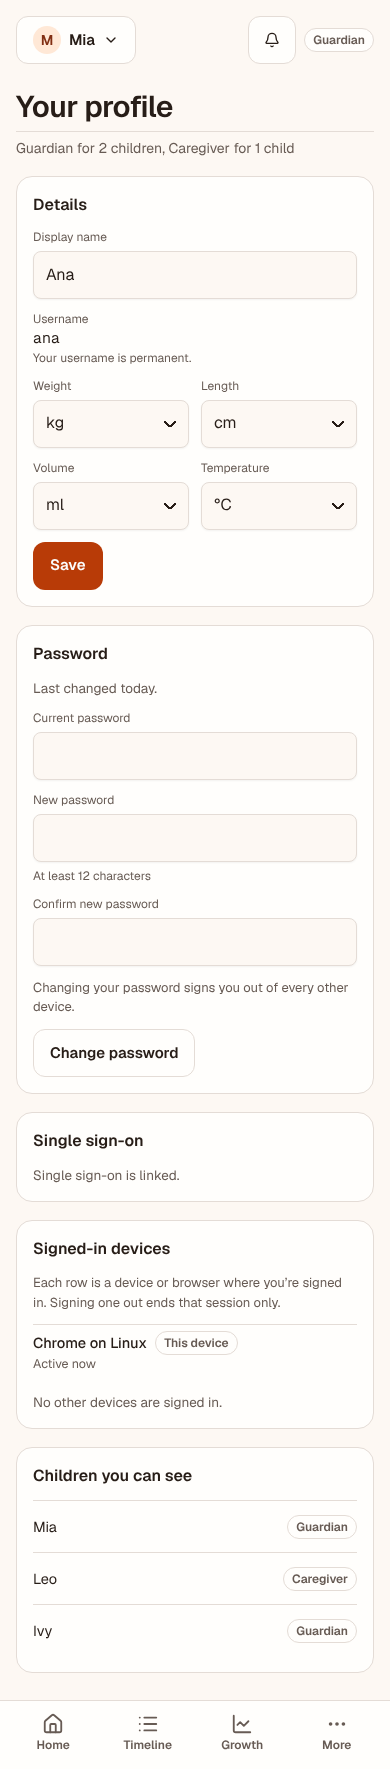 M Mia
Guardian
Your profile
Guardian for 2 children, Caregiver for 1 child
Details
Display name
Ana
Username
ana
Your username is permanent.
Weight Length
kg cm
Volume Temperature
ml °C
Save
Password
Last changed today.
Current password
New password
At least 12 characters
Confirm new password
Changing your password signs you out of every other
device.
Change password
Single sign-on
Single sign-on is linked.
Signed-in devices
Each row is a device or browser where you're signed
in. Signing one out ends that session only.
Chrome on Linux This device
Active now
No other devices are signed in.
Children you can see
Mia Guardian
Leo Caregiver
Ivy Guardian
Home Timeline Growth More